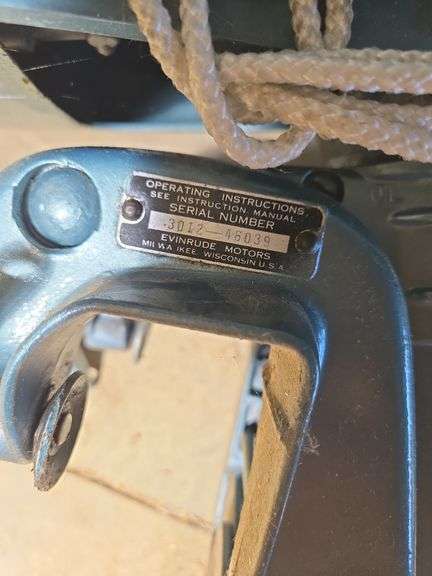 OPERATING INSTRUCTIONS
SEE INSTRUCTION MANUAL
SERIAL NUMBER
3012—46039
EVINRUDE MOTORS
MILWAUKEE WISCONSIN U.S.A.